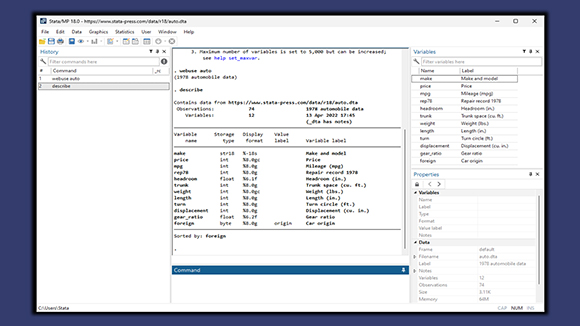 Stata/MP 18.0 - https://www.stata-press.com/data/r18/auto.dta
File Edit Data Graphics Statistics User Window Help
History
Filter commands here
# Command _rc
1 webuse auto
2 describe
3. Maximum number of variables is set to 5,000 but can be increased;
see help set_maxvar.
. webuse auto
(1978 automobile data)
. describe
Contains data from https://www.stata-press.com/data/r18/auto.dta
Observations: 74 1978 automobile data
Variables: 12 13 Apr 2022 17:45
(_dta has notes)
Variable Storage Display Value
name type format label Variable label
make str18 %-18s Make and model
price int %8.0gc Price
mpg int %8.0g Mileage (mpg)
rep78 int %8.0g Repair record 1978
headroom float %6.1f Headroom (in.)
trunk int %8.0g Trunk space (cu. ft.)
weight int %8.0gc Weight (lbs.)
length int %8.0g Length (in.)
turn int %8.0g Turn circle (ft.)
displacement int %8.0g Displacement (cu. in.)
gear_ratio float %6.2f Gear ratio
foreign byte %8.0g origin Car origin
Sorted by: foreign
.
Command
Variables
Filter variables here
Name Label
make Make and model
price Price
mpg Mileage (mpg)
rep78 Repair record 1978
headroom Headroom (in.)
trunk Trunk space (cu. ft.)
weight Weight (lbs.)
length Length (in.)
turn Turn circle (ft.)
displacement Displacement (cu. in.)
gear_ratio Gear ratio
foreign Car origin
Properties
Variables
Name
Label
Type
Format
Value label
Notes
Data
Frame default
Filename auto.dta
Label 1978 automobile data
Notes
Variables 12
Observations 74
Size 3.11K
Memory 64M
C:\Users\Stata
CAP NUM INS